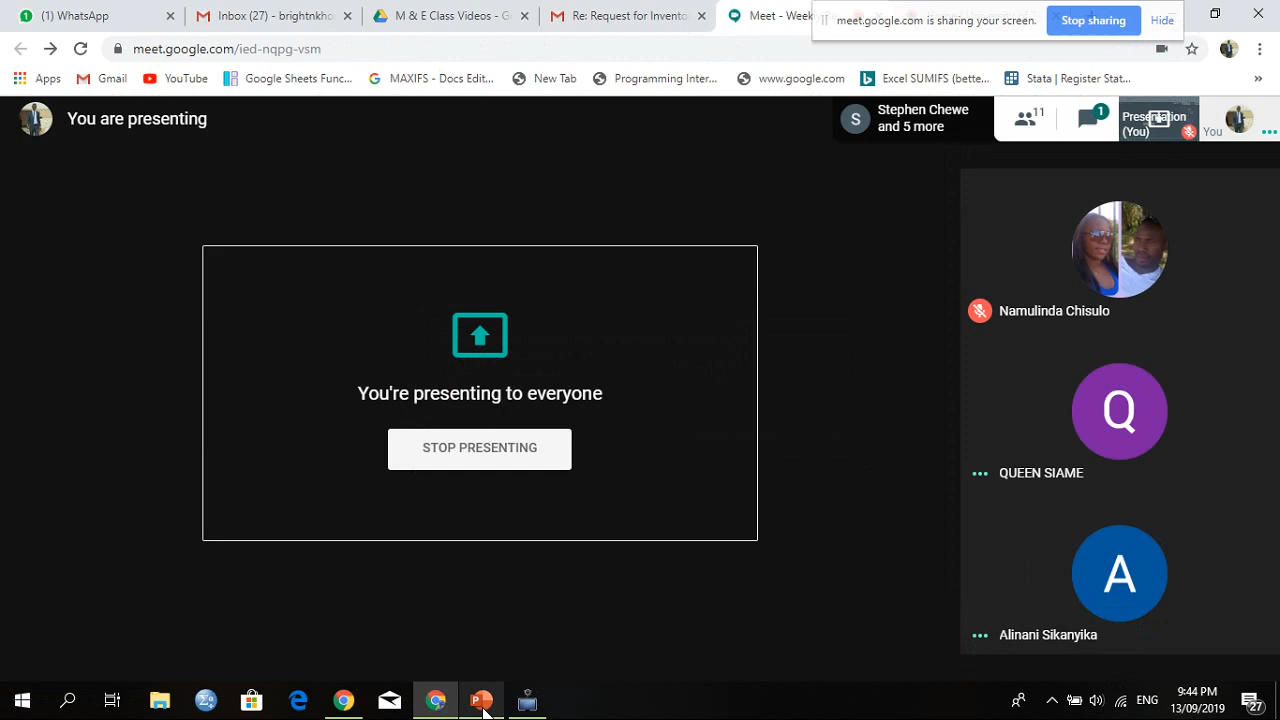 (1) WhatsApp
Inbox (27) - brightnkho
M & E Class Videos - G
Re: Request for Invento
Meet - Week
meet.google.com is sharing your screen.
Stop sharing
Hide
meet.google.com/ied-nqpg-vsm
Apps
Gmail
YouTube
Google Sheets Func...
MAXIFS - Docs Edit...
New Tab
Programming Inter...
www.google.com
Excel SUMIFS (bette...
Stata | Register Stat...
»
You are presenting
S
Stephen Chewe
and 5 more
11
1
Presentation
(You)
You
You're presenting to everyone
STOP PRESENTING
Namulinda Chisulo
Q
QUEEN SIAME
A
Alinani Sikanyika
ENG
9:44 PM
13/09/2019
27